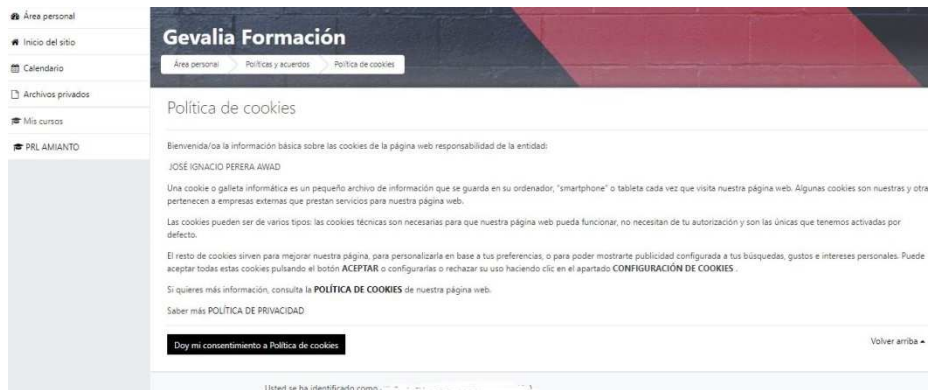 Área personal
Inicio del sitio
Calendario
Archivos privados
Mis cursos
PRL AMIANTO
Gevalia Formación
Área personal
Políticas y acuerdos
Política de cookies
Política de cookies
Bienvenida/oa la información básica sobre las cookies de la página web responsabilidad de la entidad:
JOSÉ IGNACIO PERERA AWAD
Una cookie o galleta informática es un pequeño archivo de información que se guarda en su ordenador, "smartphone" o tableta cada vez que visita nuestra página web. Algunas cookies son nuestras y otra
pertenecen a empresas externas que prestan servicios para nuestra página web.
Las cookies pueden ser de varios tipos: las cookies técnicas son necesarias para que nuestra página web pueda funcionar, no necesitan de tu autorización y son las únicas que tenemos activadas por
defecto.
El resto de cookies sirven para mejorar nuestra página, para personalizarla en base a tus preferencias, o para poder mostrarte publicidad configurada a tus búsquedas, gustos e intereses personales. Puede
aceptar todas estas cookies pulsando el botón ACEPTAR o configurarlas o rechazar su uso haciendo clic en el apartado CONFIGURACIÓN DE COOKIES .
Si quieres más información, consulta la POLÍTICA DE COOKIES de nuestra página web.
Saber más POLÍTICA DE PRIVACIDAD
Doy mi consentimiento a Política de cookies
Volver arriba
Usted se ha identificado como